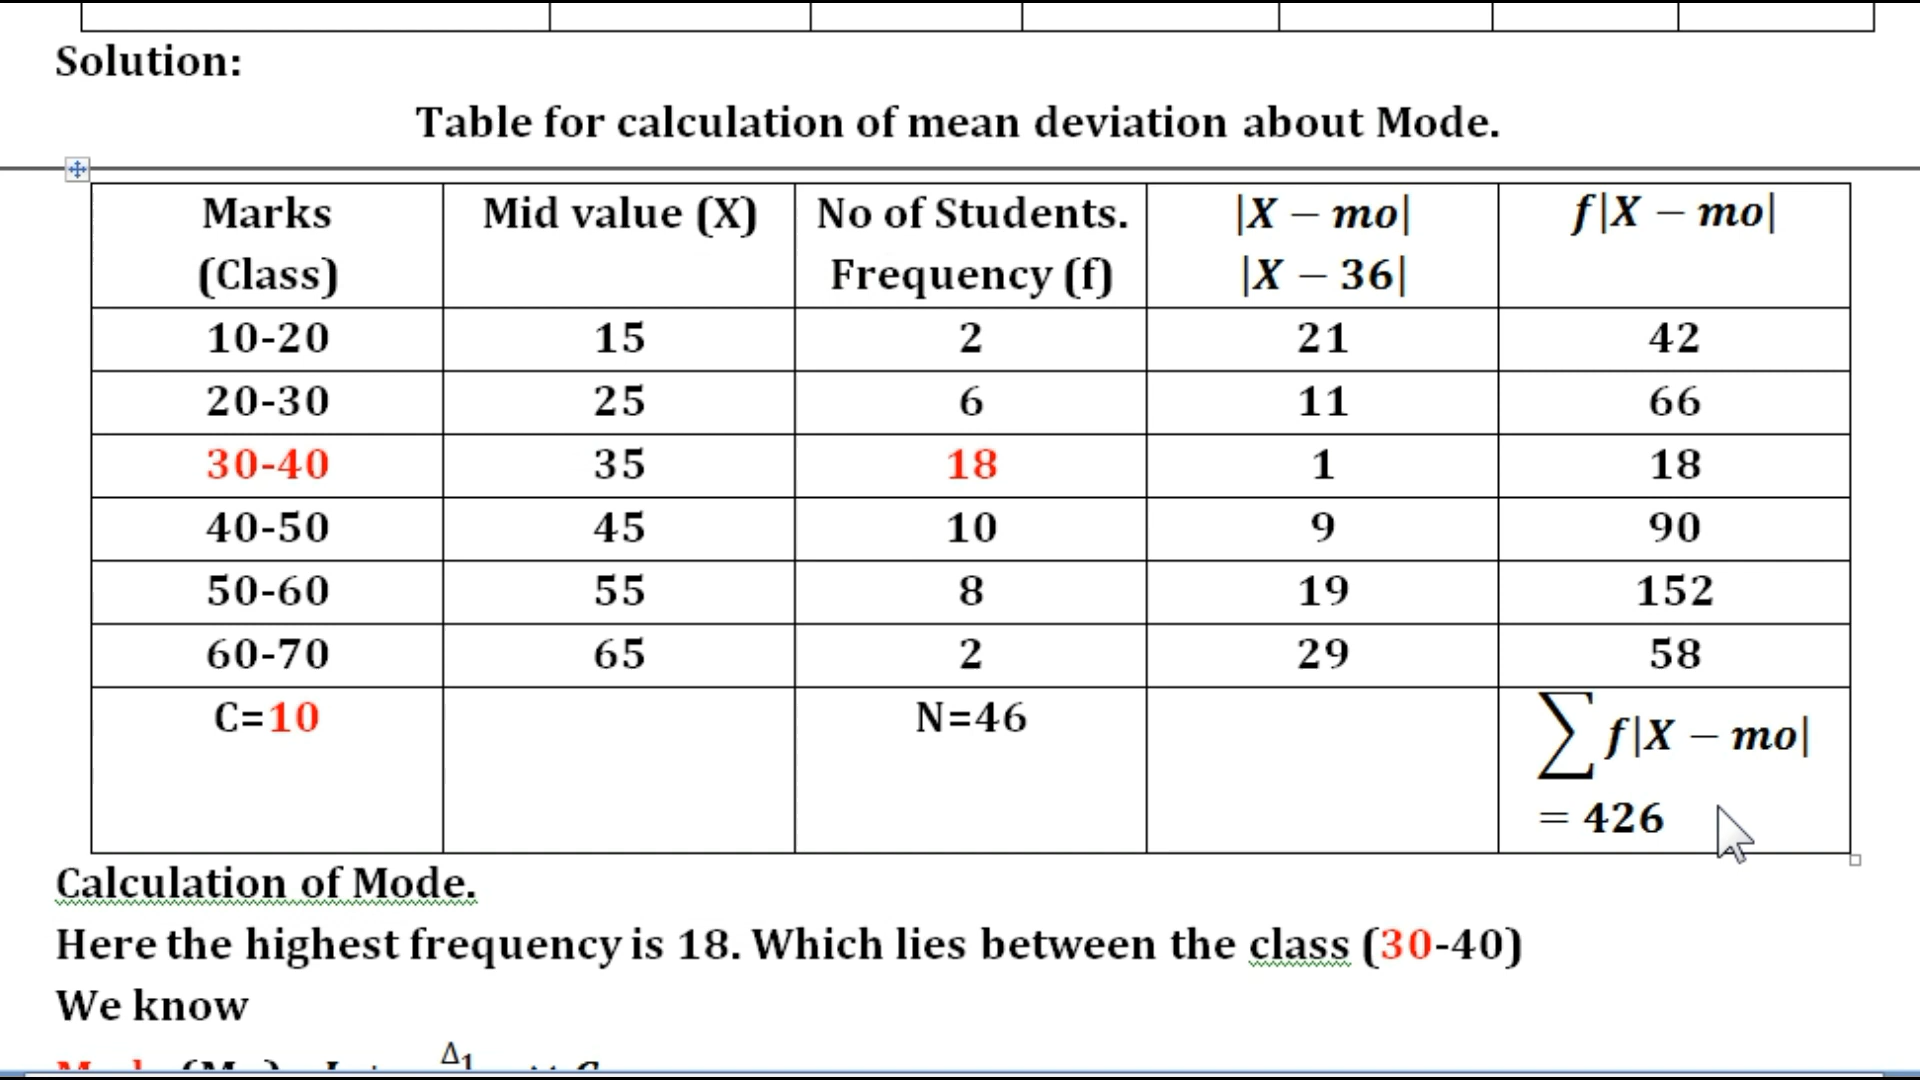 Solution:
Table for calculation of mean deviation about Mode.
Marks (Class) Mid value (X) No of Students. Frequency (f) |X − mo| |X − 36| f|X − mo|
10-20 15 2 21 42
20-30 25 6 11 66
30-40 35 18 1 18
40-50 45 10 9 90
50-60 55 8 19 152
60-70 65 2 29 58
C=10 N=46 ∑ f|X − mo| = 426
Calculation of Mode.
Here the highest frequency is 18. Which lies between the class (30-40)
We know
Δ1